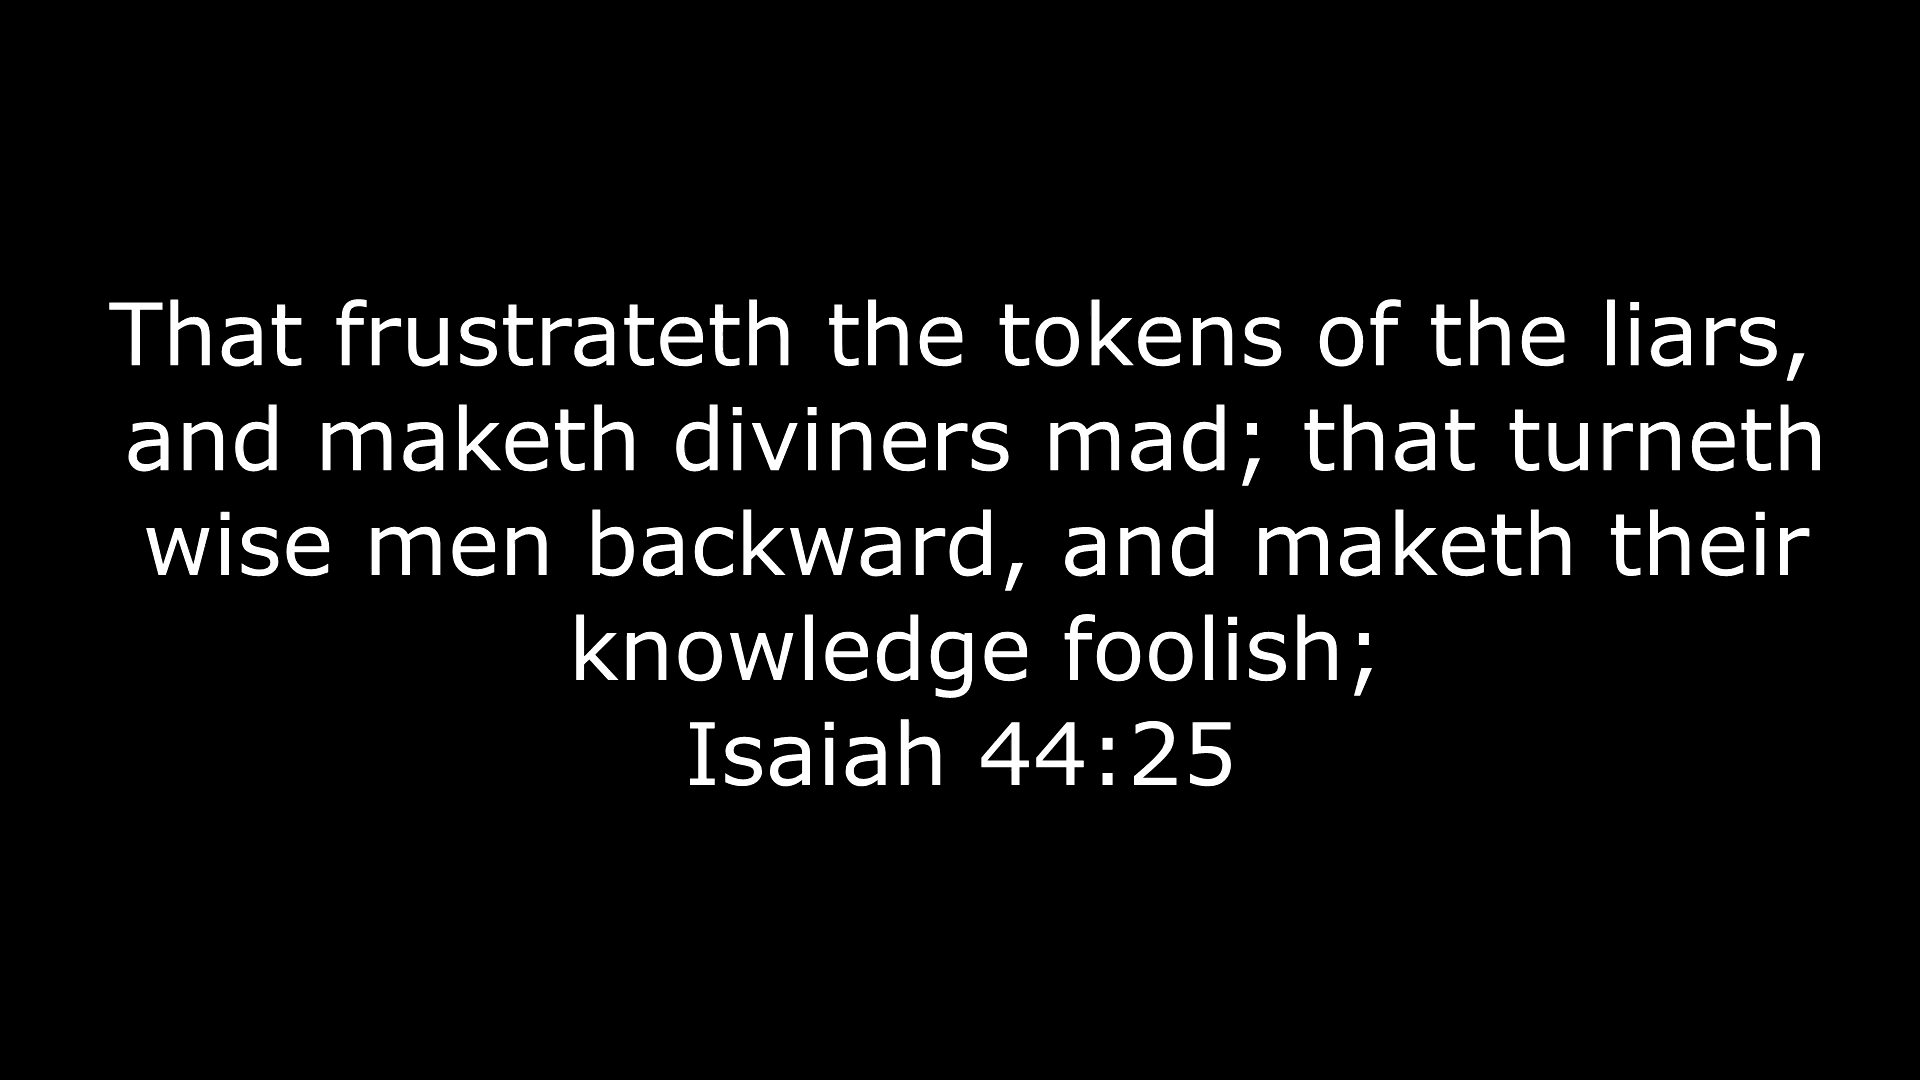 That frustrateth the tokens of the liars,
and maketh diviners mad; that turneth
wise men backward, and maketh their
knowledge foolish;
Isaiah 44:25